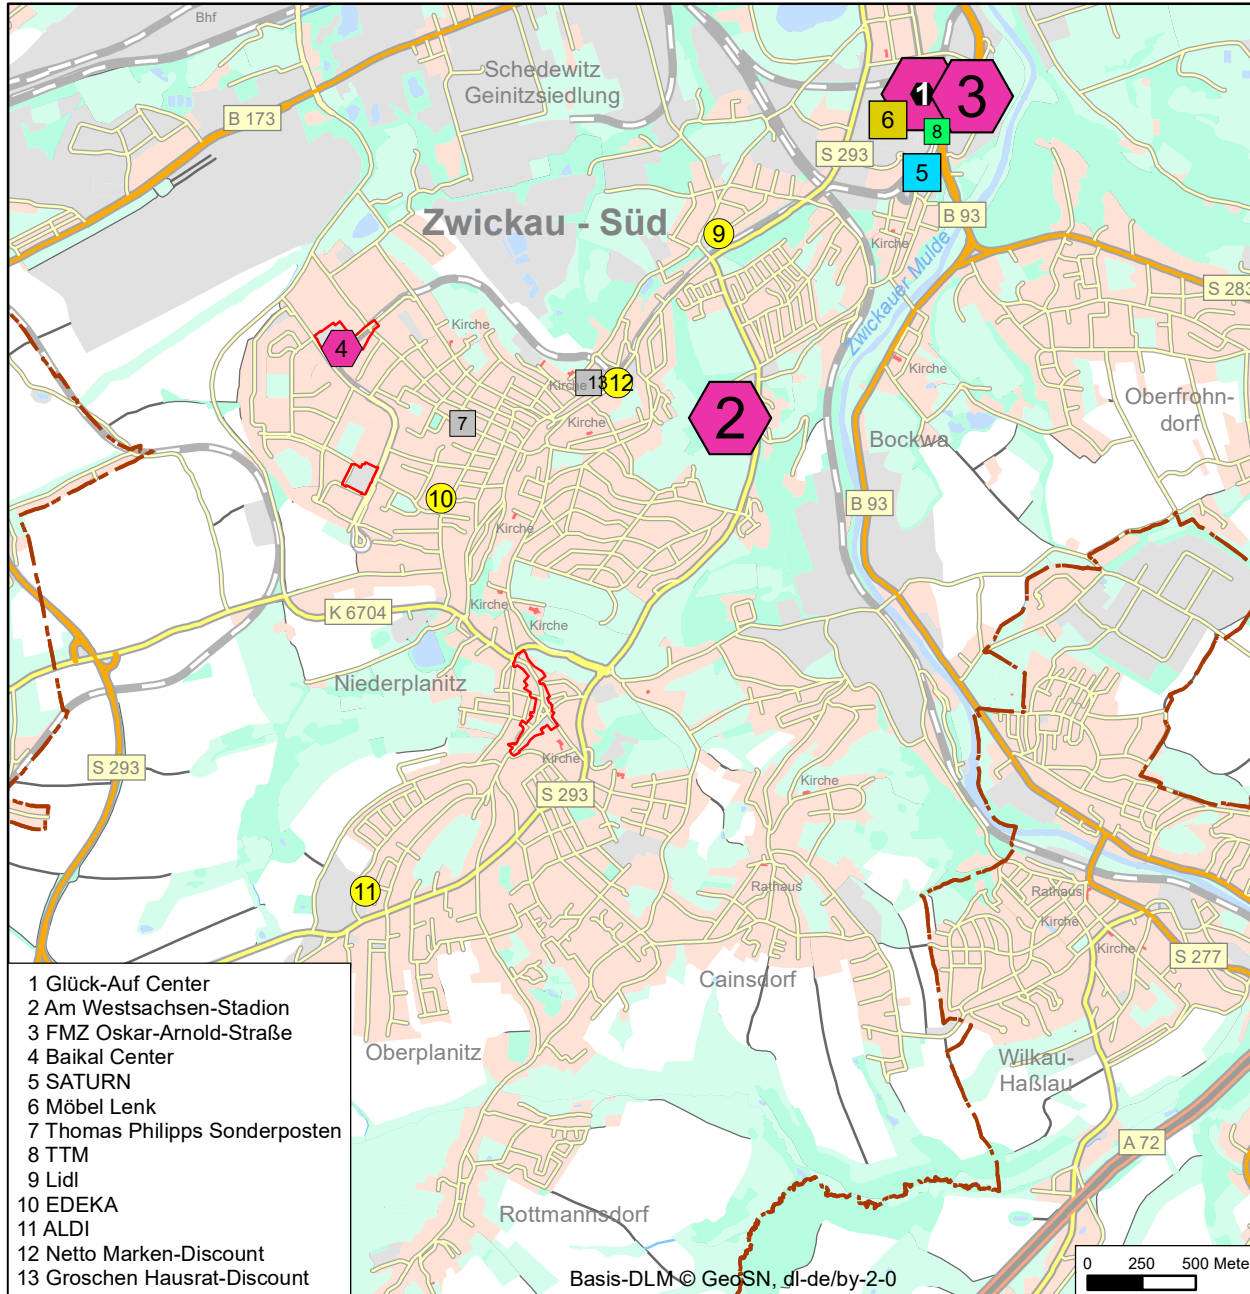 Bhf
Schedewitz
Geinitzsiedlung
B 173
1
3
6
8
S 293
5
Zwickau - Süd
9
B 93
Kirche
Zwickauer Mulde
S 283
Kirche
4
Kirche
Kirche
13
12
2
Oberfrohn-
dorf
7
Kirche
Bockwa
10
B 93
Kirche
K 6704
Kirche
Kirche
Niederplanitz
Kirche
S 293
S 293
Kirche
11
Rathaus
Rathaus
Kirche
Kirche
S 277
Cainsdorf
Oberplanitz
Wilkau-
Haßlau
A 72
Rottmannsdorf
1 Glück-Auf Center
2 Am Westsachsen-Stadion
3 FMZ Oskar-Arnold-Straße
4 Baikal Center
5 SATURN
6 Möbel Lenk
7 Thomas Philipps Sonderposten
8 TTM
9 Lidl
10 EDEKA
11 ALDI
12 Netto Marken-Discount
13 Groschen Hausrat-Discount
Basis-DLM © GeoSN, dl-de/by-2-0
0 250 500 Mete